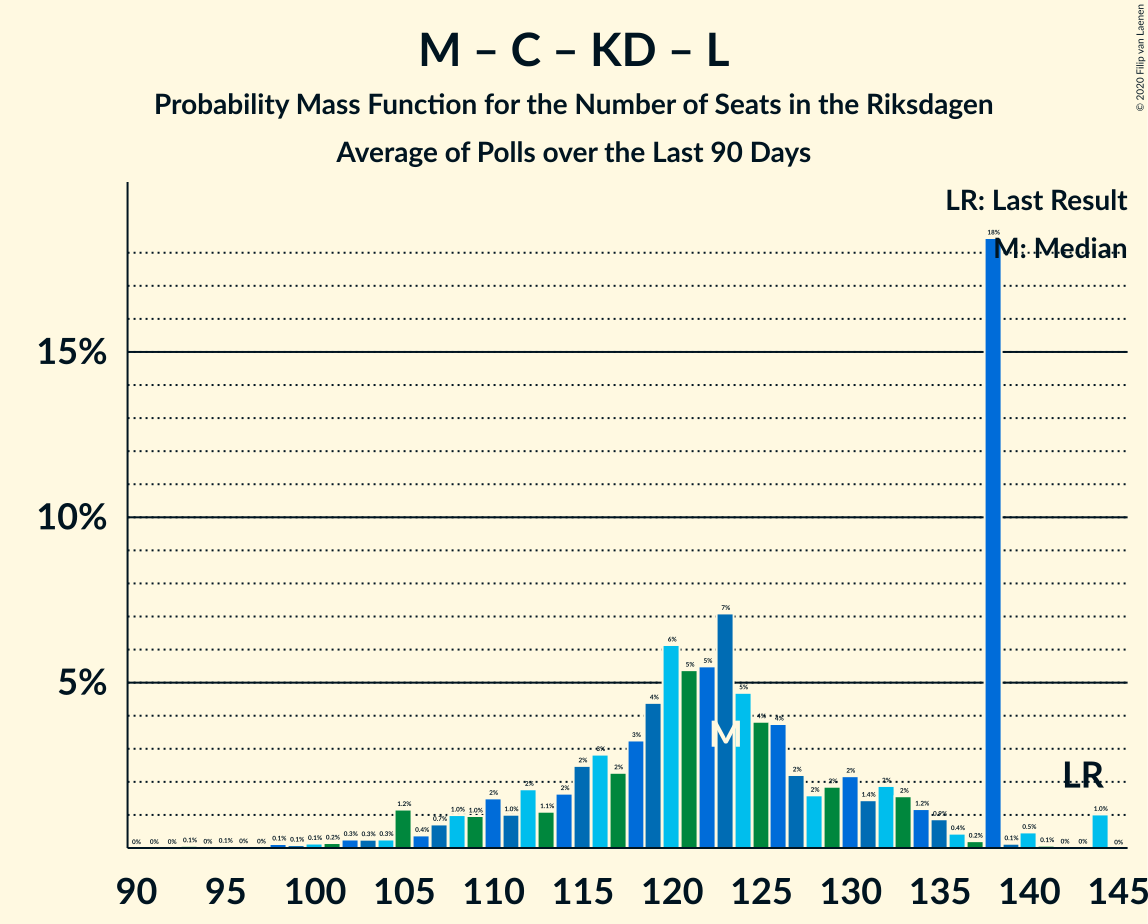 M – C – KD – L
Probability Mass Function for the Number of Seats in the Riksdagen
Average of Polls over the Last 90 Days
© 2020 Filip van Laenen
LR: Last Result
M: Median
15%
10%
5%
0% 0% 0% 0.1% 0% 0.1% 0% 0% 0.1% 0.1% 0.1% 0.2% 0.3% 0.3% 0.3% 1.2% 0.4% 0.7% 1.0% 1.0% 2% 1.0% 2% 1.1% 2% 2% 3% 2% 3% 4% 6% 5% 5% 7% 5% 4% 4% 2% 2% 2% 2% 1.4% 2% 2% 1.2% 0.9% 0.4% 0.2% 18% 0.1% 0.5% 0.1% 0% 0% 1.0% 0%
M
LR
90 95 100 105 110 115 120 125 130 135 140 145